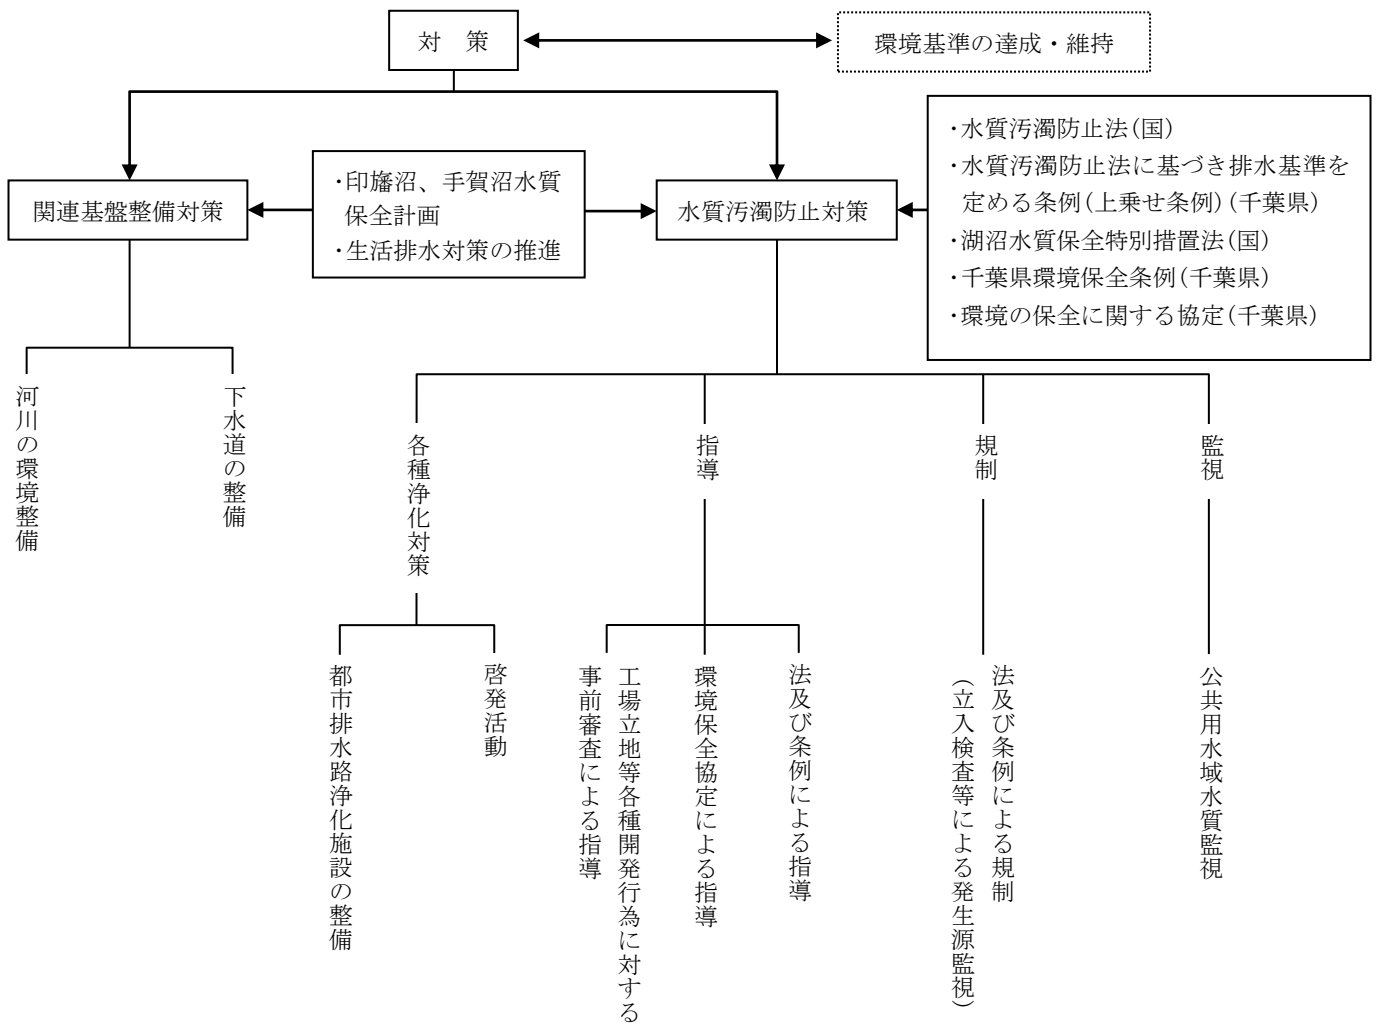 対　策
環境基準の達成・維持
・水質汚濁防止法(国)
・水質汚濁防止法に基づき排水基準を
定める条例(上乗せ条例)(千葉県)
・湖沼水質保全特別措置法(国)
・千葉県環境保全条例(千葉県)
・環境の保全に関する協定(千葉県)
関連基盤整備対策
・印旛沼、手賀沼水質
保全計画
・生活排水対策の推進
水質汚濁防止対策
河川の環境整備
下水道の整備
各種浄化対策
指導
規制
監視
都市排水路浄化施設の整備
啓発活動
工場立地等各種開発行為に対する
事前審査による指導
環境保全協定による指導
法及び条例による指導
法及び条例による規制
(立入検査等による発生源監視)
公共用水域水質監視